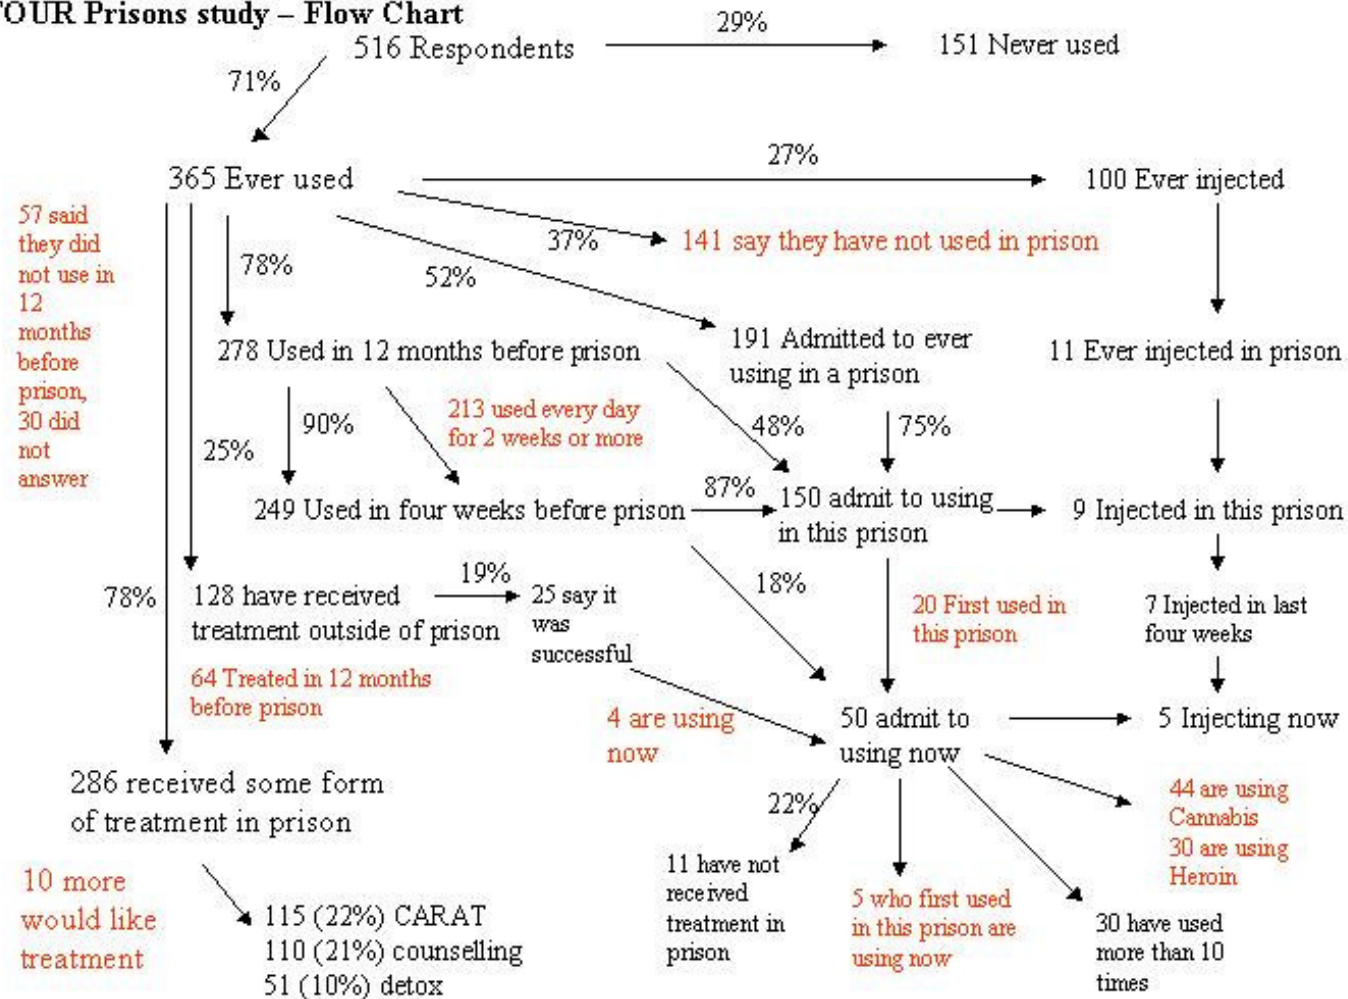 FOUR Prisons study – Flow Chart
516 Respondents
29%
151 Never used
71%
365 Ever used
27%
100 Ever injected
57 said
they did
not use in
12
months
before
prison,
30 did
not
answer
37%
141 say they have not used in prison
78%
52%
278 Used in 12 months before prison
191 Admitted to ever
using in a prison
11 Ever injected in prison
90%
213 used every day
for 2 weeks or more
48%
75%
25%
249 Used in four weeks before prison
87%
150 admit to using
in this prison
9 Injected in this prison
78%
128 have received
treatment outside of prison
19%
25 say it
was
successful
18%
20 First used in
this prison
7 Injected in last
four weeks
64 Treated in 12 months
before prison
4 are using
now
50 admit to
using now
5 Injecting now
286 received some form
of treatment in prison
22%
44 are using
Cannabis
30 are using
Heroin
10 more
would like
treatment
115 (22%) CARAT
110 (21%) counselling
51 (10%) detox
11 have not
received
treatment in
prison
5 who first used
in this prison are
using now
30 have used
more than 10
times